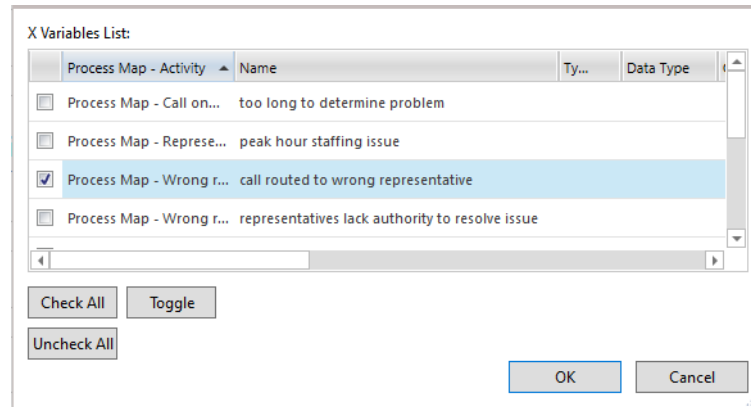 X Variables List:
Process Map - Activity Name Ty... Data Type
Process Map - Call on... too long to determine problem
Process Map - Represe... peak hour staffing issue
Process Map - Wrong r... call routed to wrong representative
Process Map - Wrong r... representatives lack authority to resolve issue
Check All Toggle
Uncheck All
OK Cancel